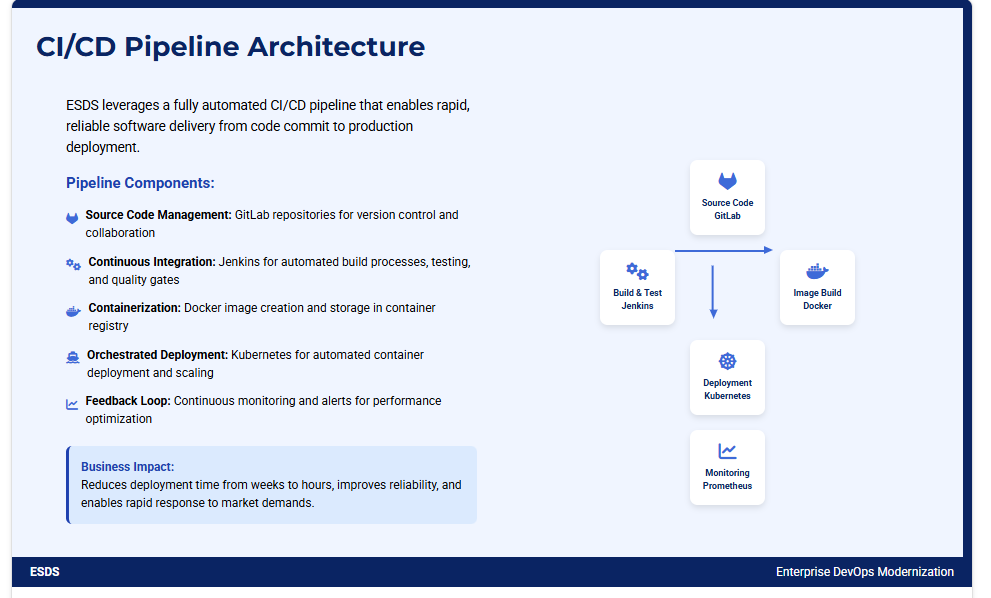 CI/CD Pipeline Architecture
ESDS leverages a fully automated CI/CD pipeline that enables rapid,
reliable software delivery from code commit to production
deployment.
Pipeline Components:
Source Code Management: GitLab repositories for version control and
collaboration
Continuous Integration: Jenkins for automated build processes, testing,
and quality gates
Containerization: Docker image creation and storage in container
registry
Orchestrated Deployment: Kubernetes for automated container
deployment and scaling
Feedback Loop: Continuous monitoring and alerts for performance
optimization
Business Impact:
Reduces deployment time from weeks to hours, improves reliability, and
enables rapid response to market demands.
Source Code
GitLab
Build & Test
Jenkins
Image Build
Docker
Deployment
Kubernetes
Monitoring
Prometheus
ESDS
Enterprise DevOps Modernization